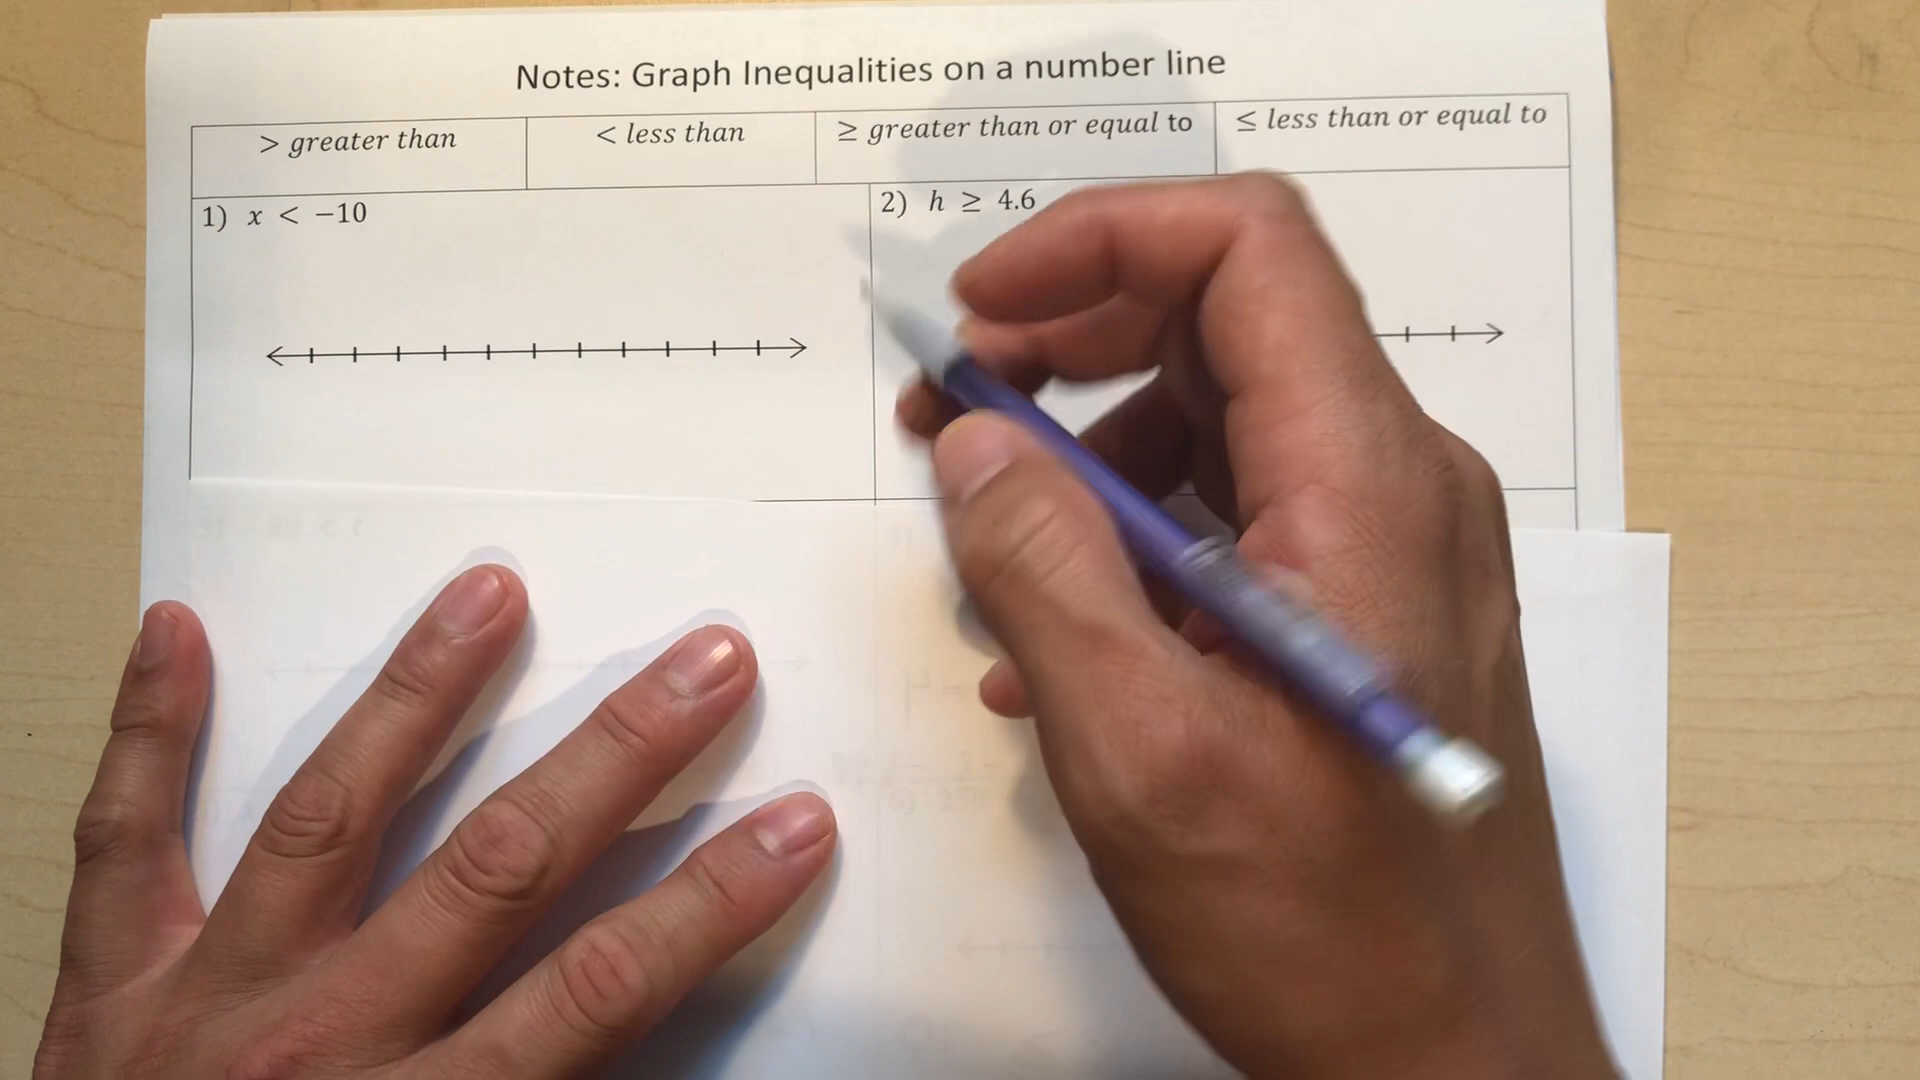 Notes: Graph Inequalities on a number line
> greater than
< less than
≥ greater than or equal to
≤ less than or equal to
1) x < −10
2) h ≥ 4.6